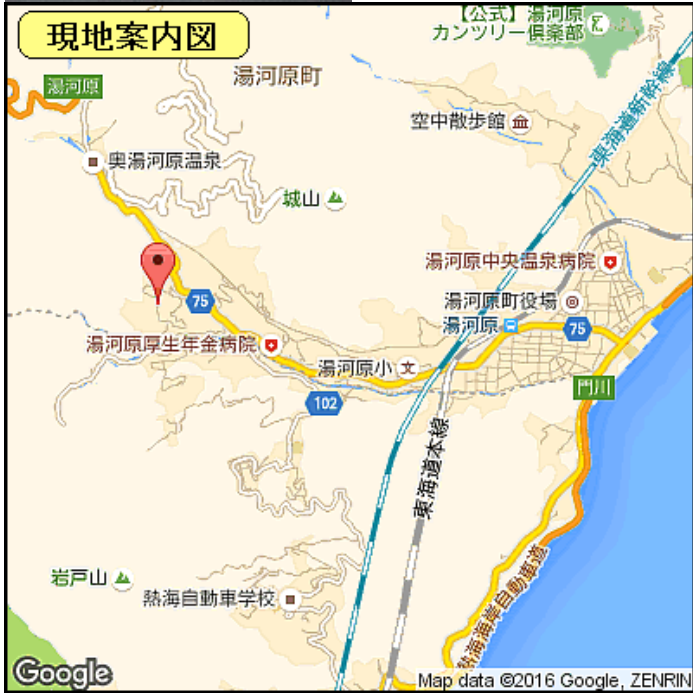 現地案内図
【公式】湯河原
カンツリー倶楽部
湯河原町
湯河原
東海道新幹線
空中散歩館
奥湯河原温泉
城山
湯河原中央温泉病院
75
湯河原町役場
湯河原
75
湯河原厚生年金病院
湯河原小
文
102
門川
東海道本線
岩戸山
熱海自動車学校
熱海海岸自動車道
Google
Map data ©2016 Google, ZENRIN